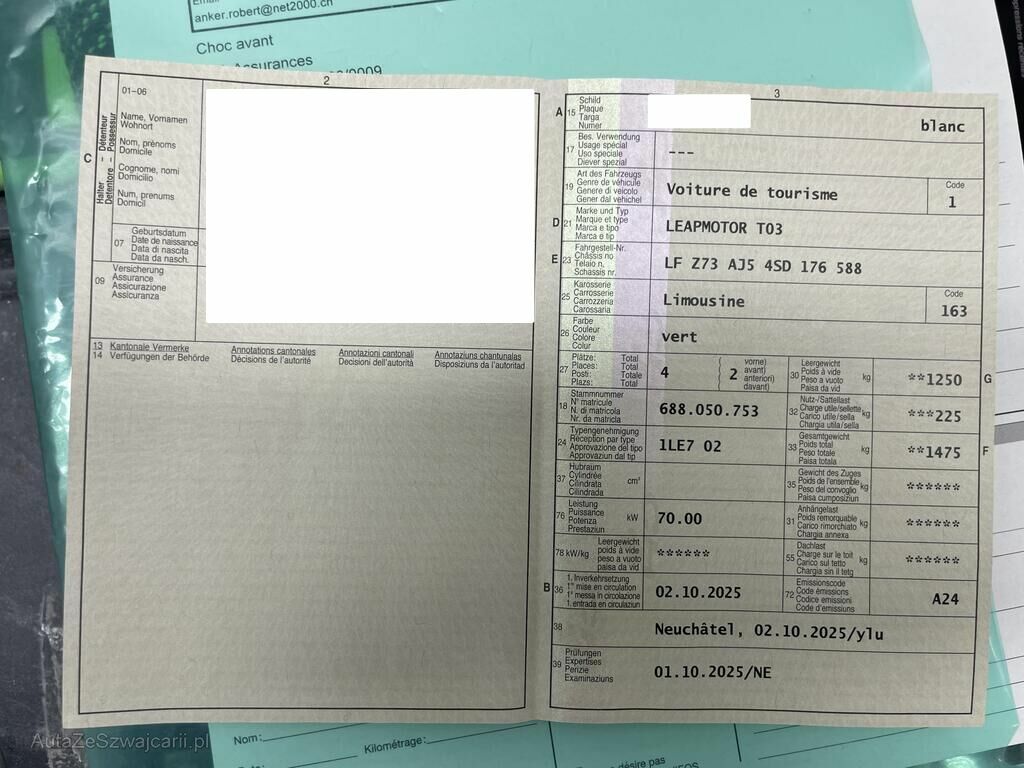 anker.robert@net2000.ch
Choc avant
2
01-06
Name, Vornamen
Wohnort
Nom, prénoms
Domicile
Cognome, nomi
Domicilio
Num, prenums
Domicil
C
Halter – Détenteur
Detentore – Possessur
07
Geburtsdatum
Date de naissance
Data di nascita
Data da nasch.
09
Versicherung
Assurance
Assicurazione
Assicuranza
13 Kantonale Vermerke Annotations cantonales Annotazioni cantonali Annotaziuns chantunalas
14 Verfügungen der Behörde Décisions de l'autorité Decisioni dell'autorità Disposiziuns da l'autoritad
3
A 15
Schild
Plaque
Targa
Numer
blanc
17
Bes. Verwendung
Usage spécial
Uso speciale
Diever spezial
---
19
Art des Fahrzeugs
Genre de véhicule
Genere di veicolo
Gener dal vehichel
Voiture de tourisme
Code
1
D 21
Marke und Typ
Marque et type
Marca e tipo
Marca e tip
LEAPMOTOR T03
E 23
Fahrgestell-Nr.
Châssis no
Telaio n.
Schassis nr.
LF Z73 AJ5 4SD 176 588
25
Karosserie
Carrosserie
Carrozzeria
Carossaria
Limousine
Code
163
26
Farbe
Couleur
Colore
Colur
vert
27
Plätze: Total
Places: Total
Posti: Totale
Plazs: Total
4
2
vorne)
avant)
anteriori)
davant)
30
Leergewicht
Poids à vide
Peso a vuoto
Paisa da vid
kg
**1250
G
18
Stammnummer
N° matricule
N. di matricola
Nr. da matricla
688.050.753
32
Nutz-/Sattellast
Charge utile/sellette
Carico utile/sella
Chargia utila/sella
kg
***225
24
Typengenehmigung
Réception par type
Approvazione del tipo
Approvaziun dal tip
1LE7 02
33
Gesamtgewicht
Poids total
Peso totale
Paisa totala
kg
**1475
F
37
Hubraum
Cylindrée
Cilindrata
Cilindrada
cm³
35
Gewicht des Zuges
Poids de l'ensemble
Peso del convoglio
Paisa cumposiziun
kg
******
76
Leistung
Puissance
Potenza
Prestaziun
kW
70.00
31
Anhängelast
Poids remorquable
Carico rimorchiato
Chargia annexa
kg
******
78 kW/kg
Leergewicht
poids à vide
peso a vuoto
paisa da vid
******
55
Dachlast
Charge sur le toit
Carico sul tetto
Chargia sin il tetg
kg
******
B 36
1. Inverkehrsetzung
1re mise en circulation
1a messa in circolazione
1. entrada en circulaziun
02.10.2025
72
Emissionscode
Code émissions
Codice emissioni
Code d'emissiuns
A24
38
Neuchâtel, 02.10.2025/ylu
39
Prüfungen
Expertises
Perizie
Examinaziuns
01.10.2025/NE
AutaZeSzwajcarii.pl
Nom:
Kilométrage: